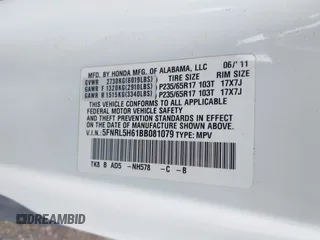 MFD. BY HONDA MFG. OF ALABAMA, LLC 06/'11
GVWR 2730KG(6019LBS) TIRE SIZE RIM SIZE
GAWR F 1320KG(2910LBS) P235/65R17 103T 17X7J
GAWR R 1515KG(3340LBS) P235/65R17 103T 17X7J
THIS VEHICLE CONFORMS TO ALL APPLICABLE
FEDERAL MOTOR VEHICLE SAFETY AND THEFT
PREVENTION STANDARDS IN EFFECT ON THE DATE
OF MANUFACTURE SHOWN ABOVE.
V.I.N. 5FNRL5H61BB081079 TYPE: MPV
TK8 B AD5 -NH578 -C -B